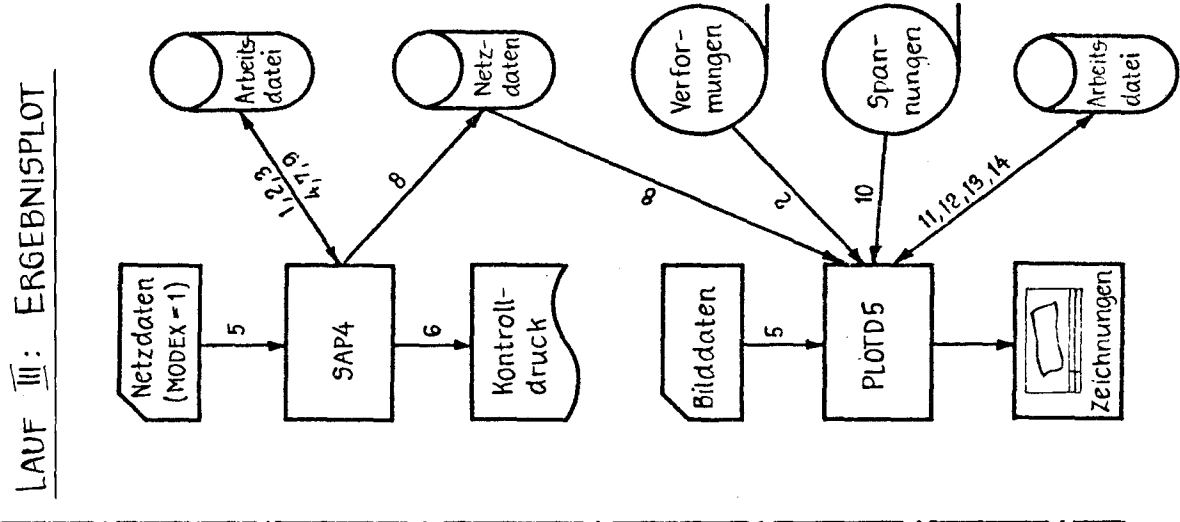 LAUF III: ERGEBNISPLOT
Netzdaten
(MODEX=1)
5
SAP4
1,2,3
4,7,9
Arbeits
datei
8
Netz-
daten
6
Kontroll-
druck
8
Bilddaten
5
PLOTD5
2
Verfor-
mungen
10
Span-
nungen
11,12,13,14
Arbeits
datei
Zeichnungen